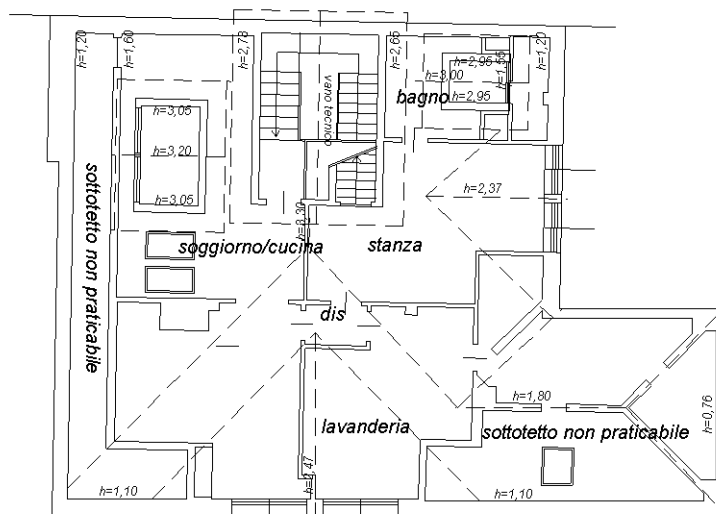 h=1,20
h=1,60
h=2,78
h=2,65
h=2,95
h=1,55
h=1,20
h=3,00
h=2,95
bagno
vano tecnico
h=3,05
h=3,20
h=3,05
h=2,37
sottotetto non praticabile
h=3,30
soggiorno/cucina
stanza
dis
h=1,80
h=0,76
lavanderia
sottotetto non praticabile
h=2,47
h=1,10
h=1,10